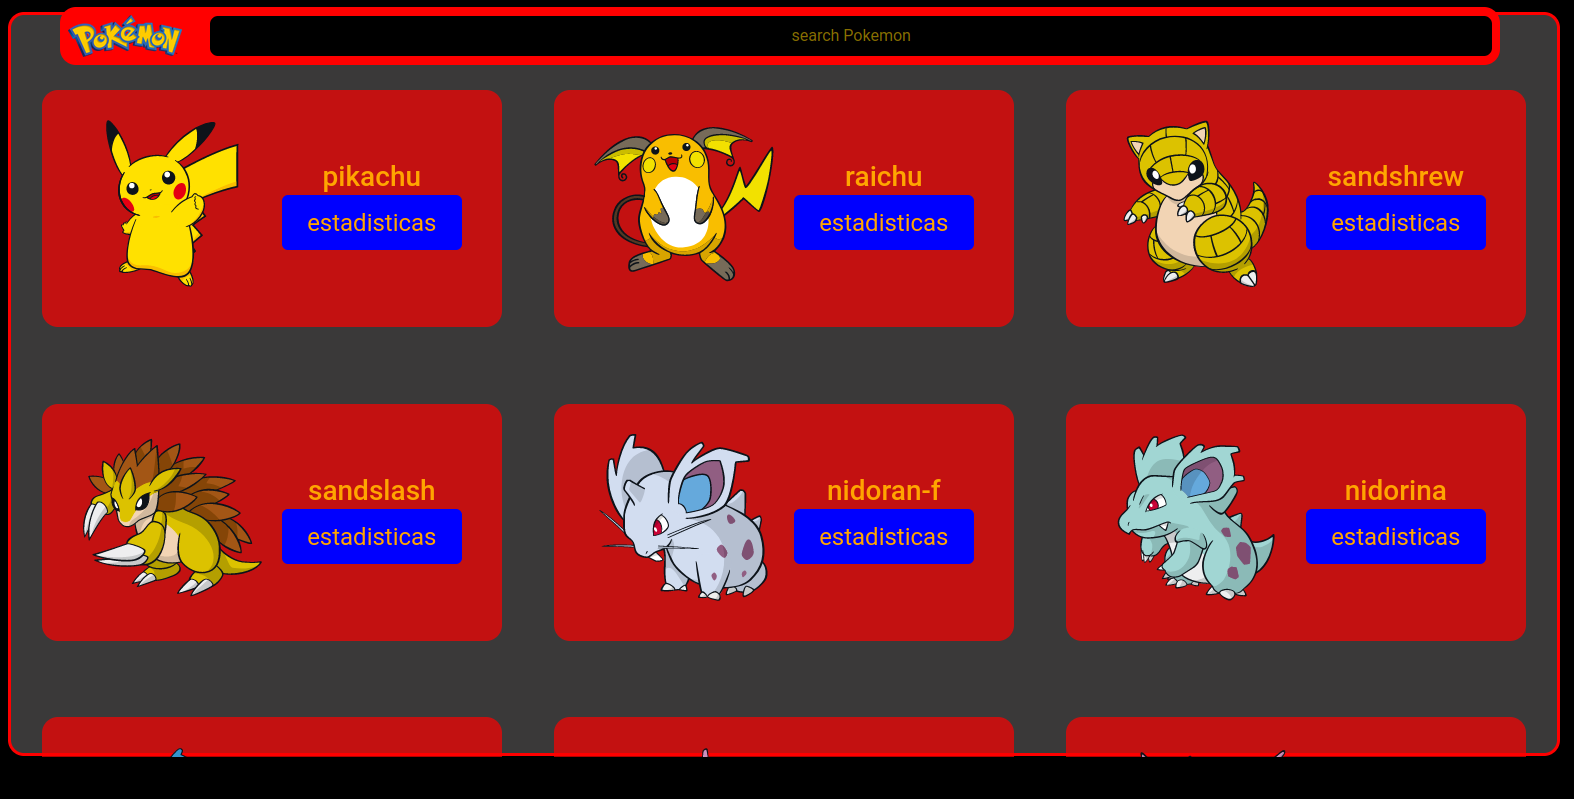 POKéMON
search Pokemon
pikachu
estadisticas
raichu
estadisticas
sandshrew
estadisticas
sandslash
estadisticas
nidoran-f
estadisticas
nidorina
estadisticas